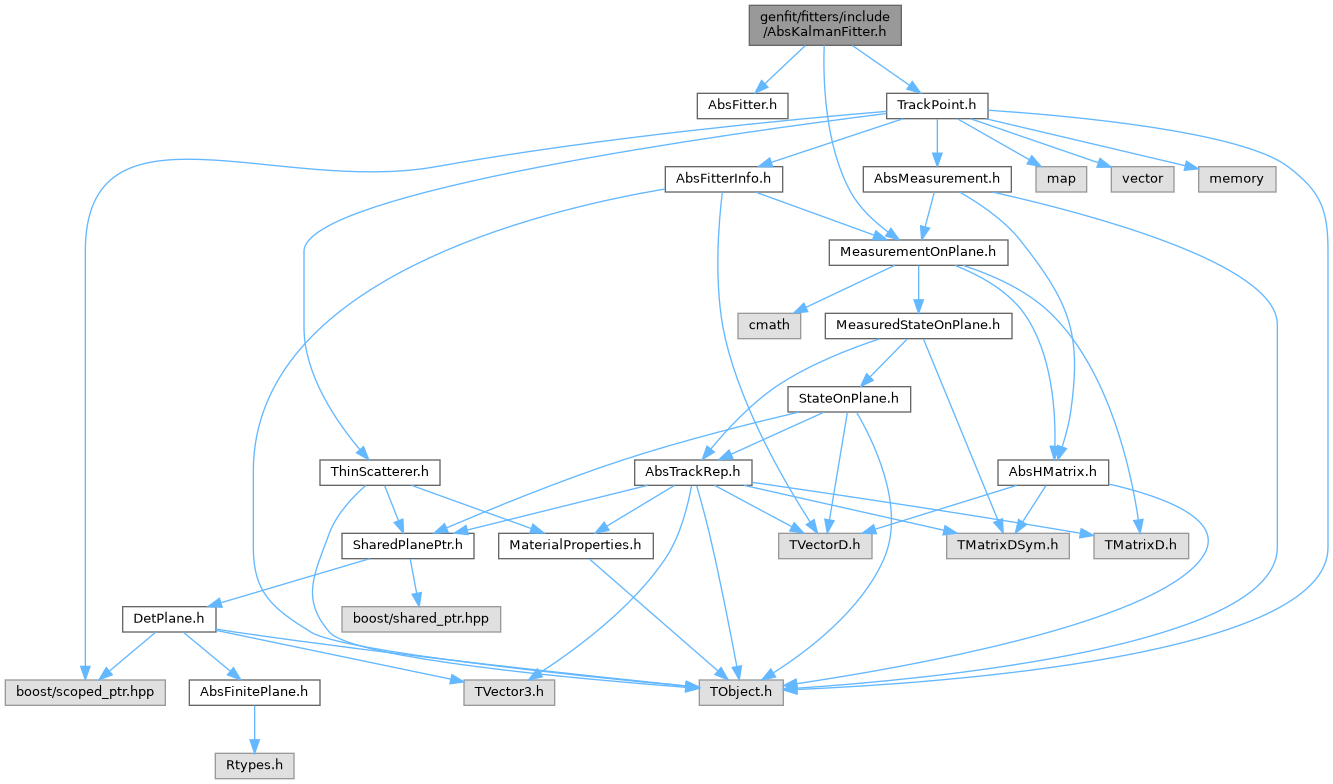 genfit/fitters/include
/AbsKalmanFitter.h
AbsFitter.h
TrackPoint.h
AbsFitterInfo.h
AbsMeasurement.h
map
vector
memory
MeasurementOnPlane.h
cmath
MeasuredStateOnPlane.h
StateOnPlane.h
ThinScatterer.h
AbsTrackRep.h
AbsHMatrix.h
SharedPlanePtr.h
MaterialProperties.h
TVectorD.h
TMatrixDSym.h
TMatrixD.h
DetPlane.h
boost/shared_ptr.hpp
boost/scoped_ptr.hpp
AbsFinitePlane.h
TVector3.h
TObject.h
Rtypes.h